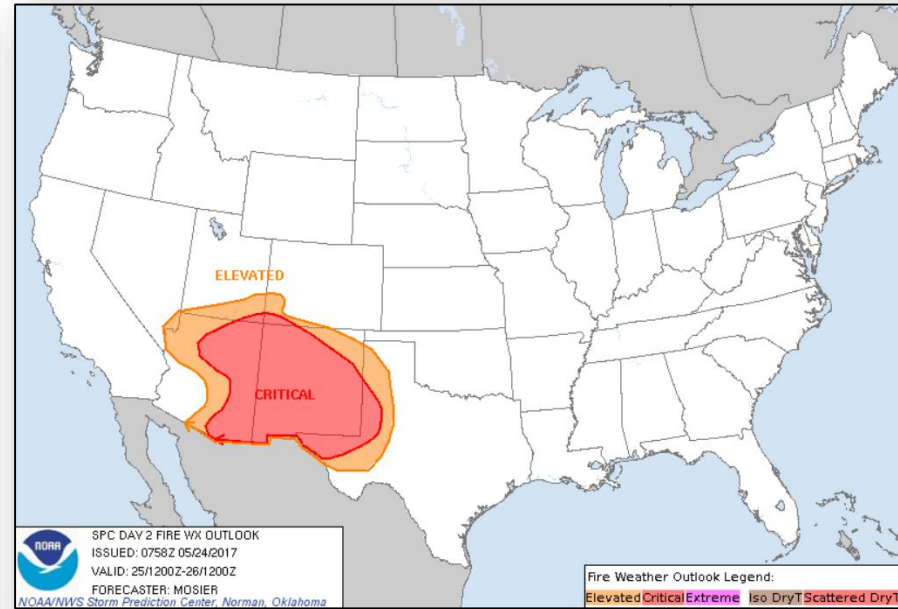 ELEVATED
CRITICAL
NOAA
SPC DAY 2 FIRE WX OUTLOOK
ISSUED: 0758Z 05/24/2017
VALID: 25/1200Z-26/1200Z
FORECASTER: MOSIER
NOAA/NWS Storm Prediction Center, Norman, Oklahoma
Fire Weather Outlook Legend:
Elevated Critical Extreme Iso DryT Scattered DryT